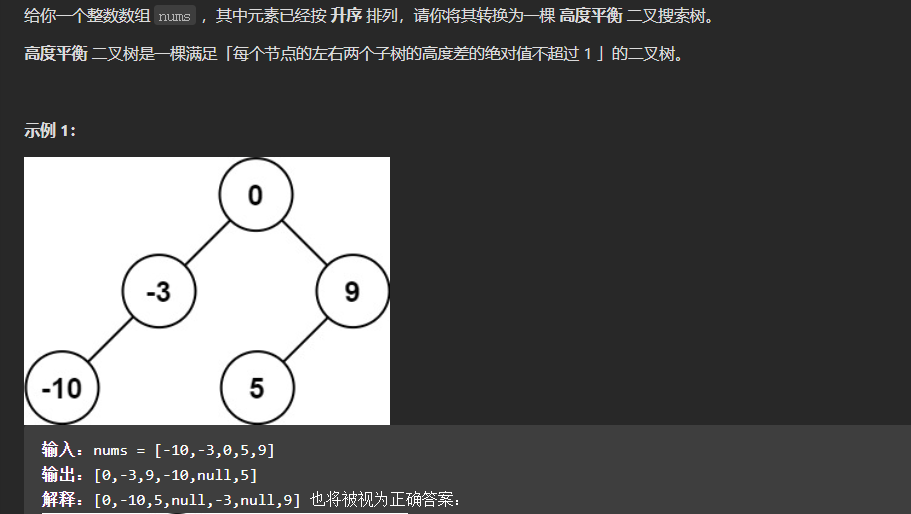 给你一个整数数组 nums ，其中元素已经按 升序 排列，请你将其转换为一棵 高度平衡 二叉搜索树。
高度平衡 二叉树是一棵满足「每个节点的左右两个子树的高度差的绝对值不超过 1 」的二叉树。
示例 1：
0
-3 9
-10 5
输入：nums = [-10,-3,0,5,9]
输出：[0,-3,9,-10,null,5]
解释：[0,-10,5,null,-3,null,9] 也将被视为正确答案：